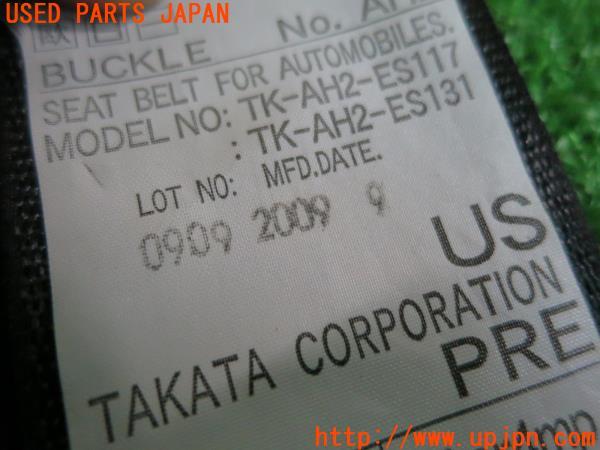 USED PARTS JAPAN
BUCKLE No.
SEAT BELT FOR AUTOMOBILES.
MODEL NO: TK-AH2-ES117
: TK-AH2-ES131
LOT NO: MFD.DATE.
0909 2009 9
US
TAKATA CORPORATION
PRE
http://www.upjpn.com/